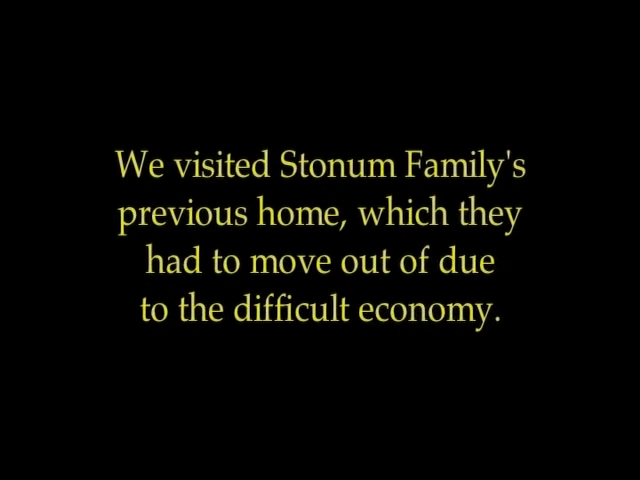 We visited Stonum Family's
previous home, which they
had to move out of due
to the difficult economy.